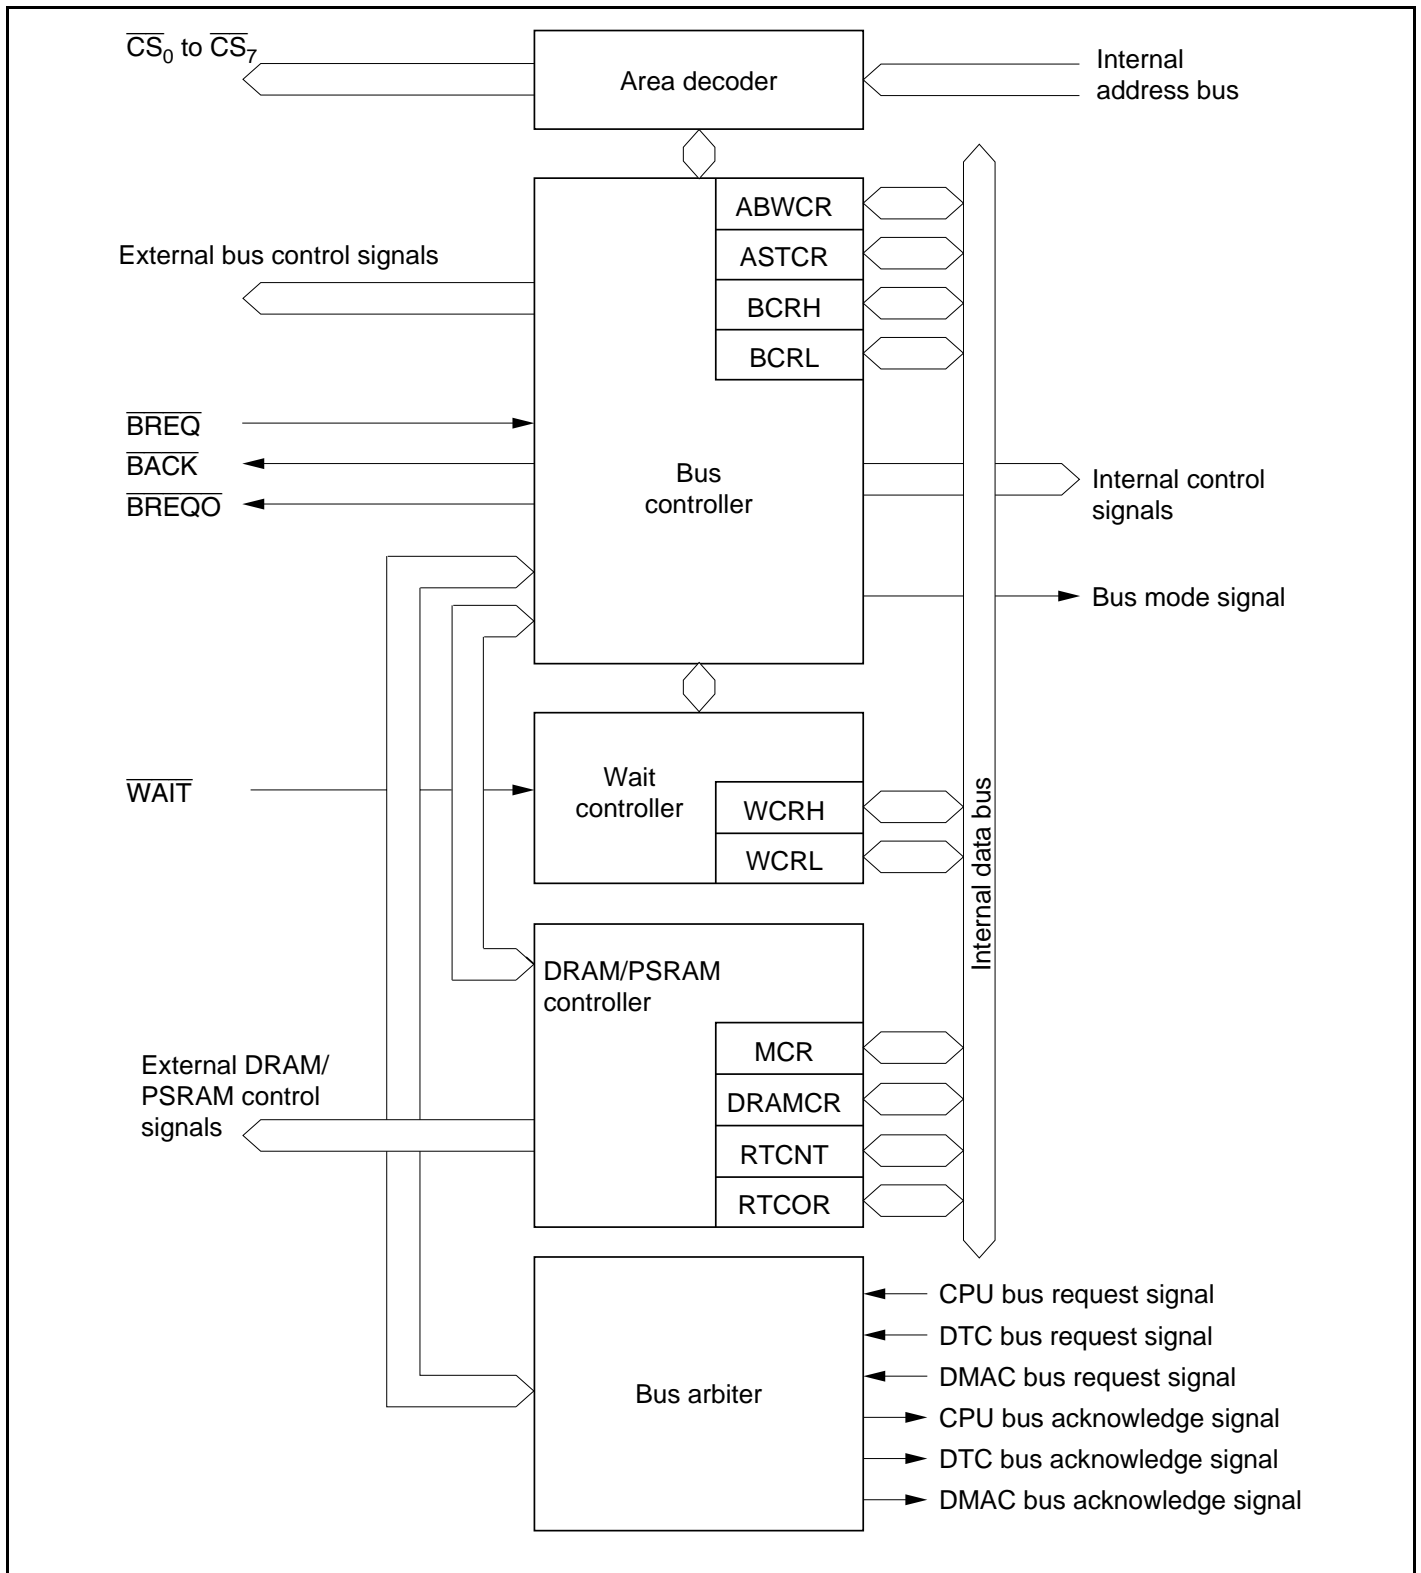 CS0 to CS7
Area decoder
Internal
address bus
ABWCR
ASTCR
BCRH
BCRL
External bus control signals
BREQ
BACK
BREQO
Bus
controller
Internal control
signals
Bus mode signal
WAIT
Wait
controller
WCRH
WCRL
Internal data bus
DRAM/PSRAM
controller
MCR
DRAMCR
RTCNT
RTCOR
External DRAM/
PSRAM control
signals
Bus arbiter
CPU bus request signal
DTC bus request signal
DMAC bus request signal
CPU bus acknowledge signal
DTC bus acknowledge signal
DMAC bus acknowledge signal